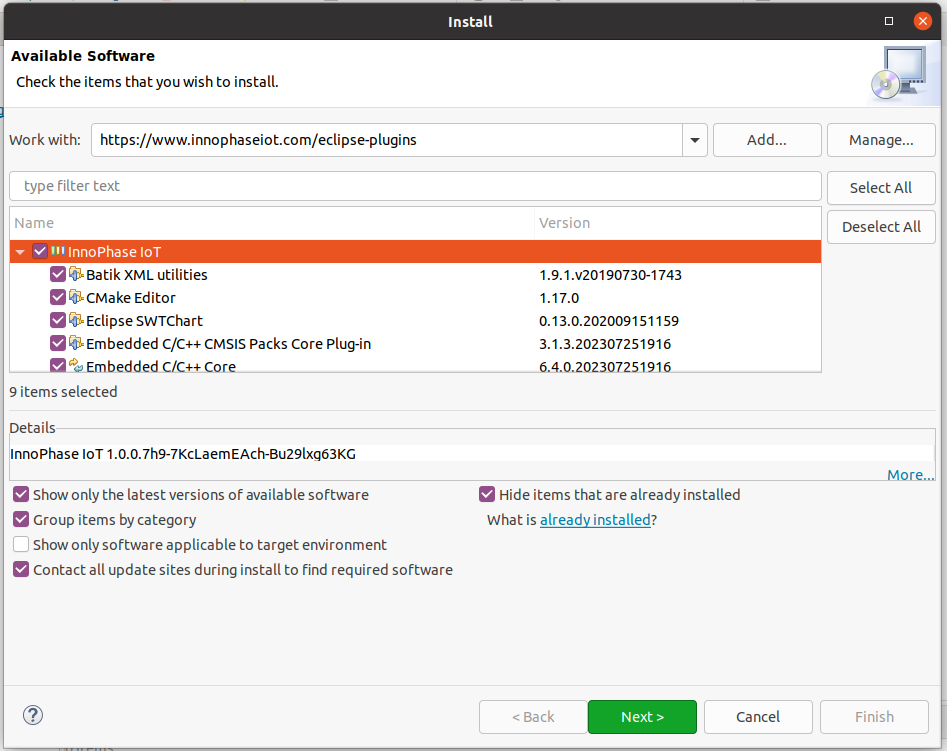 Install
Available Software
Check the items that you wish to install.
Work with: https://www.innophaseiot.com/eclipse-plugins Add... Manage...
type filter text Select All
Name Version Deselect All
InnoPhase IoT
Batik XML utilities 1.9.1.v20190730-1743
CMake Editor 1.17.0
Eclipse SWTChart 0.13.0.202009151159
Embedded C/C++ CMSIS Packs Core Plug-in 3.1.3.202307251916
Embedded C/C++ Core 6.4.0.202307251916
9 items selected
Details
InnoPhase IoT 1.0.0.7h9-7KcLaemEAch-Bu29lxg63KG
More...
Show only the latest versions of available software Hide items that are already installed
Group items by category What is already installed?
Show only software applicable to target environment
Contact all update sites during install to find required software
? < Back Next > Cancel Finish